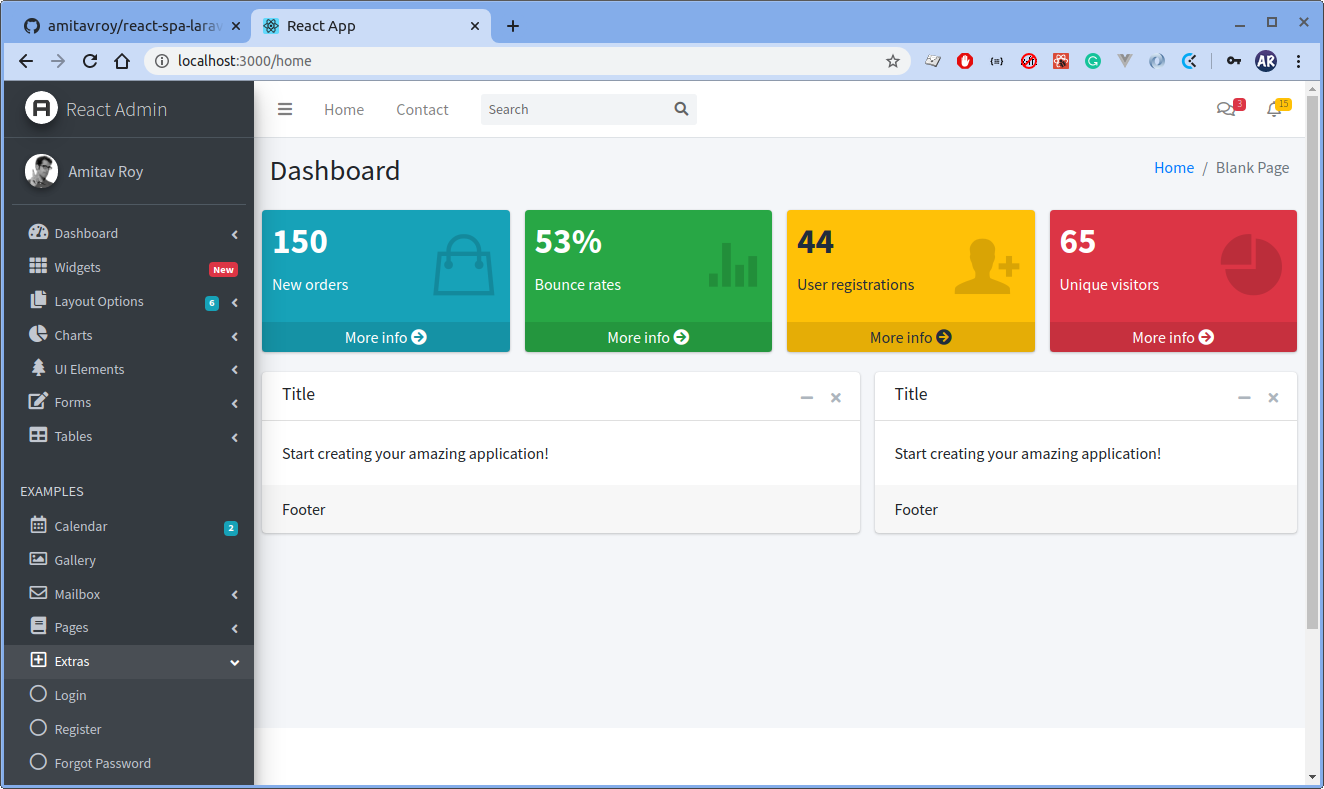 amitavroy/react-spa-larav
React App
localhost:3000/home
AR
React Admin
Home
Contact
Search
3
15
Amitav Roy
Dashboard
Home / Blank Page
Dashboard
Widgets
New
Layout Options
6
Charts
UI Elements
Forms
Tables
EXAMPLES
Calendar
2
Gallery
Mailbox
Pages
Extras
Login
Register
Forgot Password
150
New orders
More info
53%
Bounce rates
More info
44
User registrations
More info
65
Unique visitors
More info
Title
Start creating your amazing application!
Footer
Title
Start creating your amazing application!
Footer